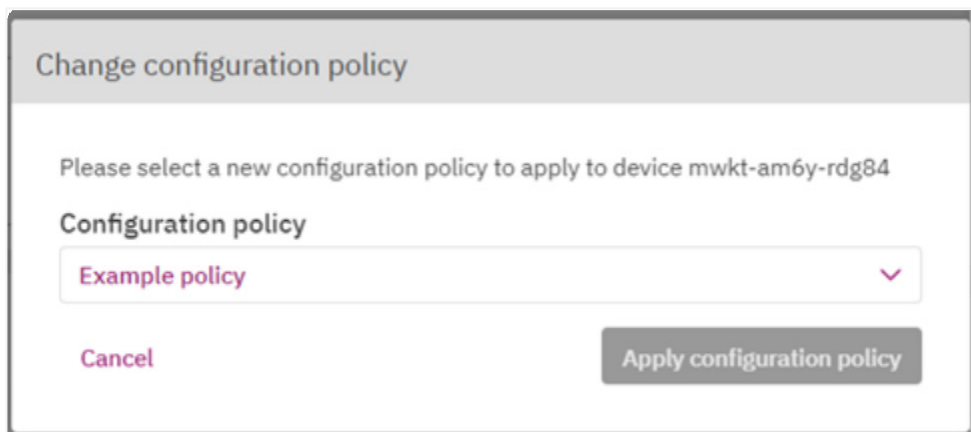 Change configuration policy
Please select a new configuration policy to apply to device mwkt-am6y-rdg84
Configuration policy
Example policy
Cancel
Apply configuration policy